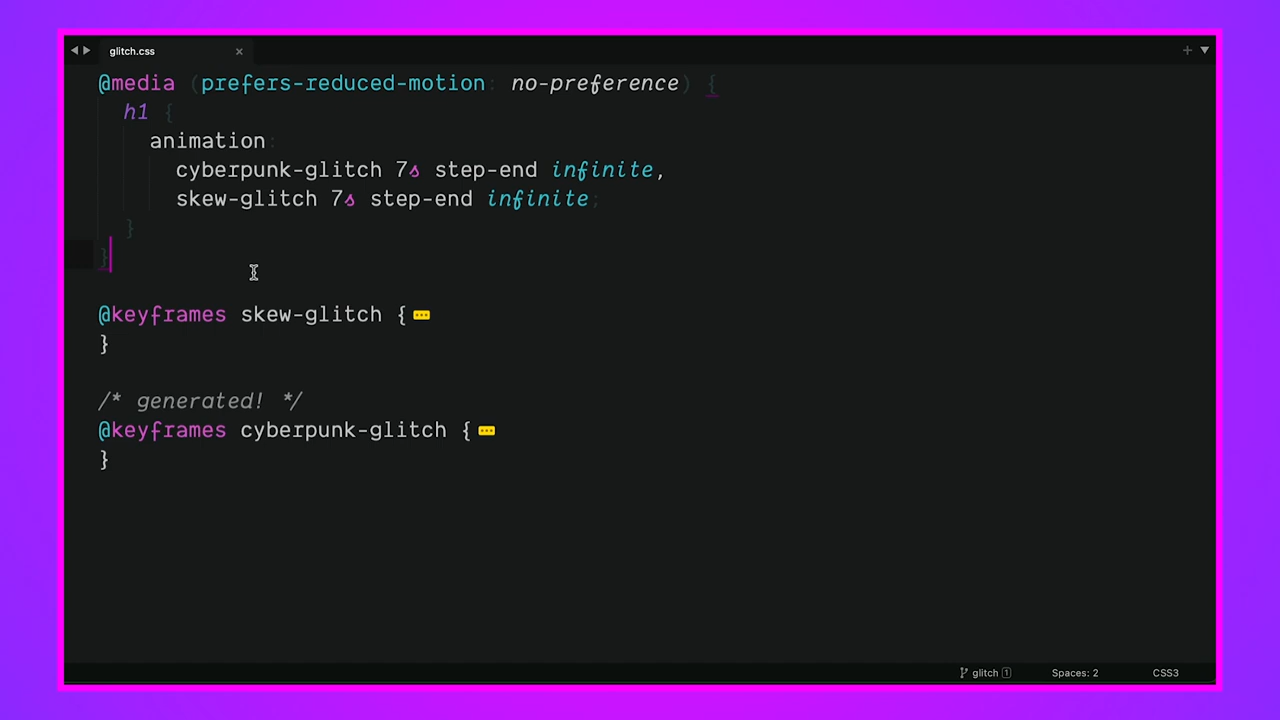 glitch.css
@media (prefers-reduced-motion: no-preference) {
h1 {
animation:
cyberpunk-glitch 7s step-end infinite,
skew-glitch 7s step-end infinite;
}
}
@keyframes skew-glitch {
}
/* generated! */
@keyframes cyberpunk-glitch {
}
glitch 1 Spaces: 2 CSS3